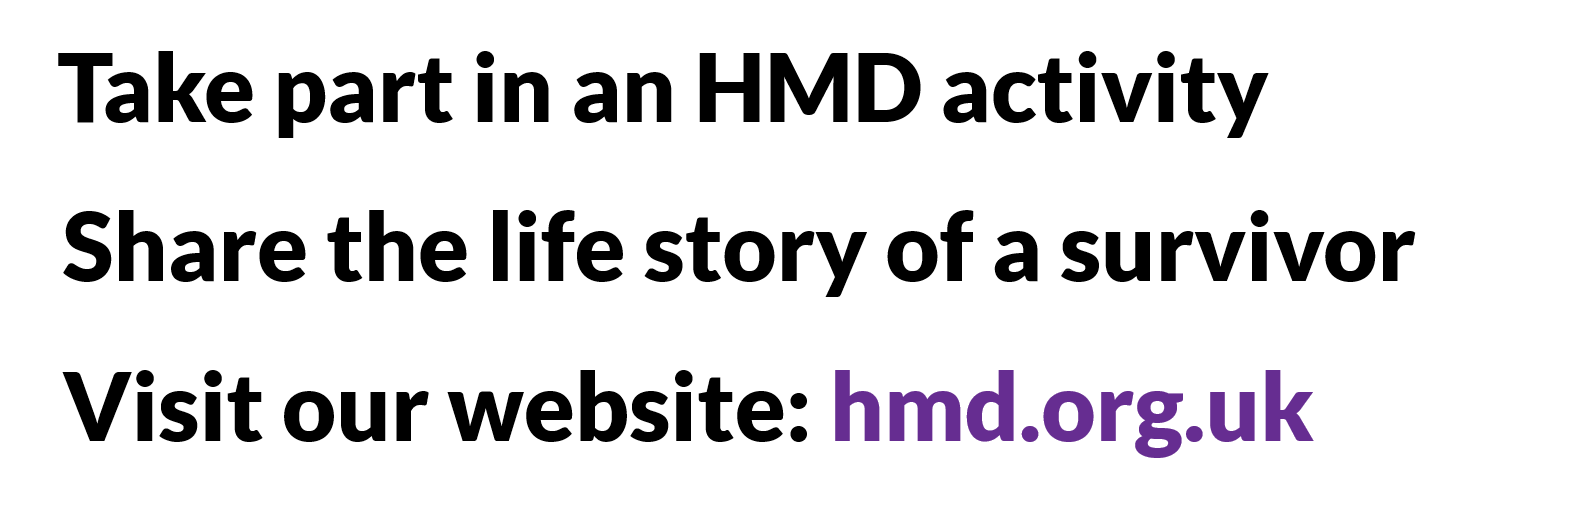 Take part in an HMD activity
Share the life story of a survivor
Visit our website: hmd.org.uk